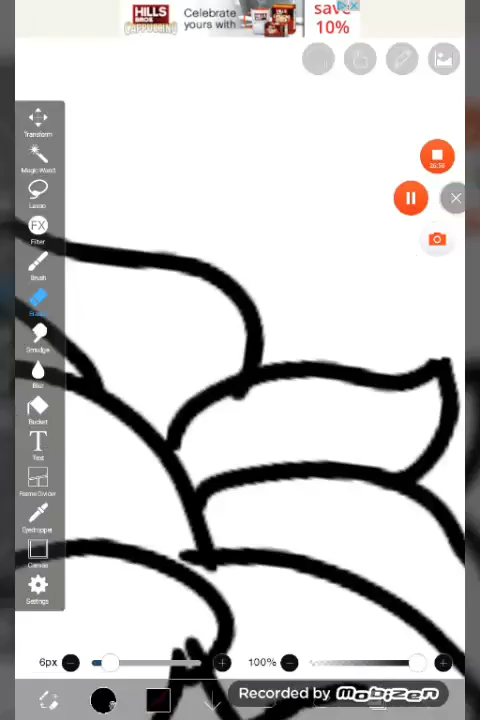 HILLS
BROS
CAPPUCCINO
Celebrate
yours with
save
10%
Transform
Magic Wand
Lasso
FX
Filter
Brush
Eraser
Smudge
Blur
Bucket
T
Text
Frame Divider
Eyedropper
Canvas
Settings
6px
100%
Recorded by MOBIZEN